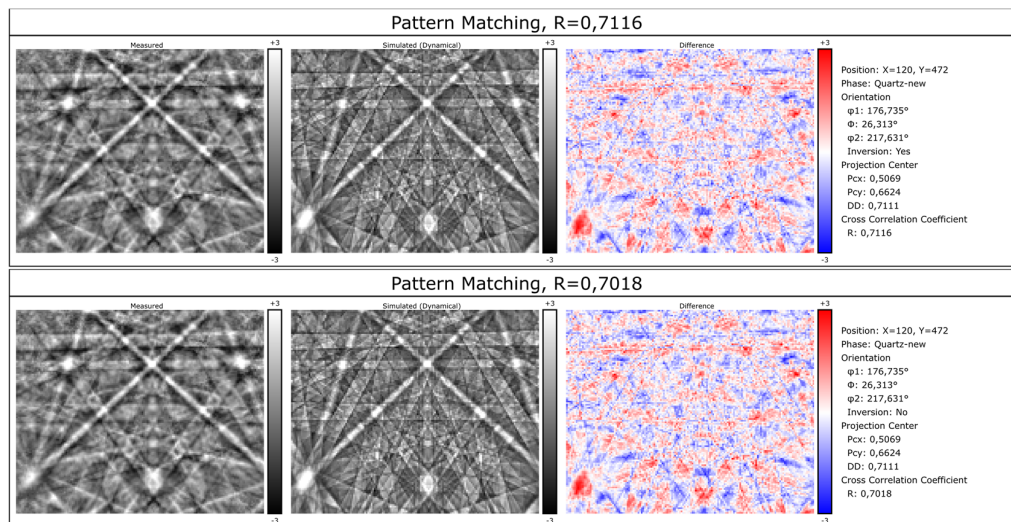 Pattern Matching, R=0,7116
Measured
+3
-3
Simulated (Dynamical)
+3
-3
Difference
+3
-3
Position: X=120, Y=472
Phase: Quartz-new
Orientation
φ1: 176,735°
Φ: 26,313°
φ2: 217,631°
Inversion: Yes
Projection Center
Pcx: 0,5069
Pcy: 0,6624
DD: 0,7111
Cross Correlation Coefficient
R: 0,7116
Pattern Matching, R=0,7018
Measured
+3
-3
Simulated (Dynamical)
+3
-3
Difference
+3
-3
Position: X=120, Y=472
Phase: Quartz-new
Orientation
φ1: 176,735°
Φ: 26,313°
φ2: 217,631°
Inversion: No
Projection Center
Pcx: 0,5069
Pcy: 0,6624
DD: 0,7111
Cross Correlation Coefficient
R: 0,7018